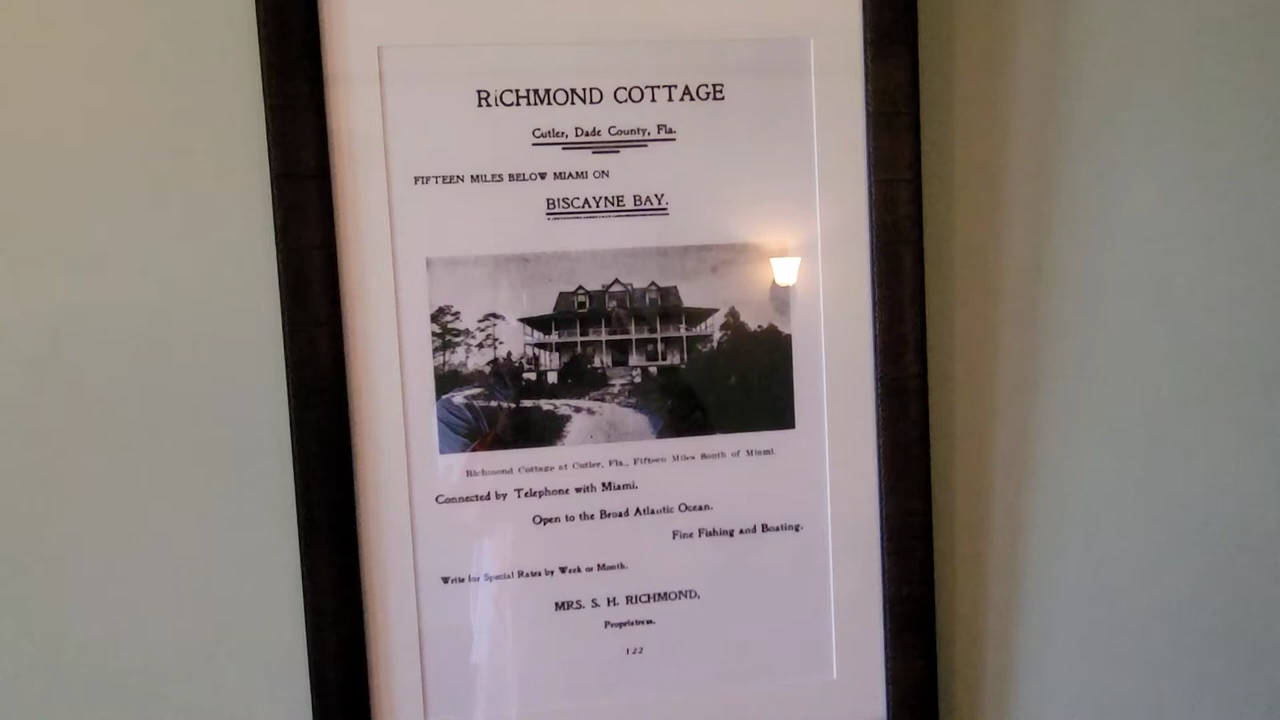 RICHMOND COTTAGE
Cutler, Dade County, Fla.
FIFTEEN MILES BELOW MIAMI ON
BISCAYNE BAY.
Richmond Cottage at Cutler, Fla., Fifteen Miles South of Miami.
Connected by Telephone with Miami.
Open to the Broad Atlantic Ocean.
Fine Fishing and Boating.
Write for Special Rates by Week or Month.
MRS. S. H. RICHMOND,
Proprietress.
122